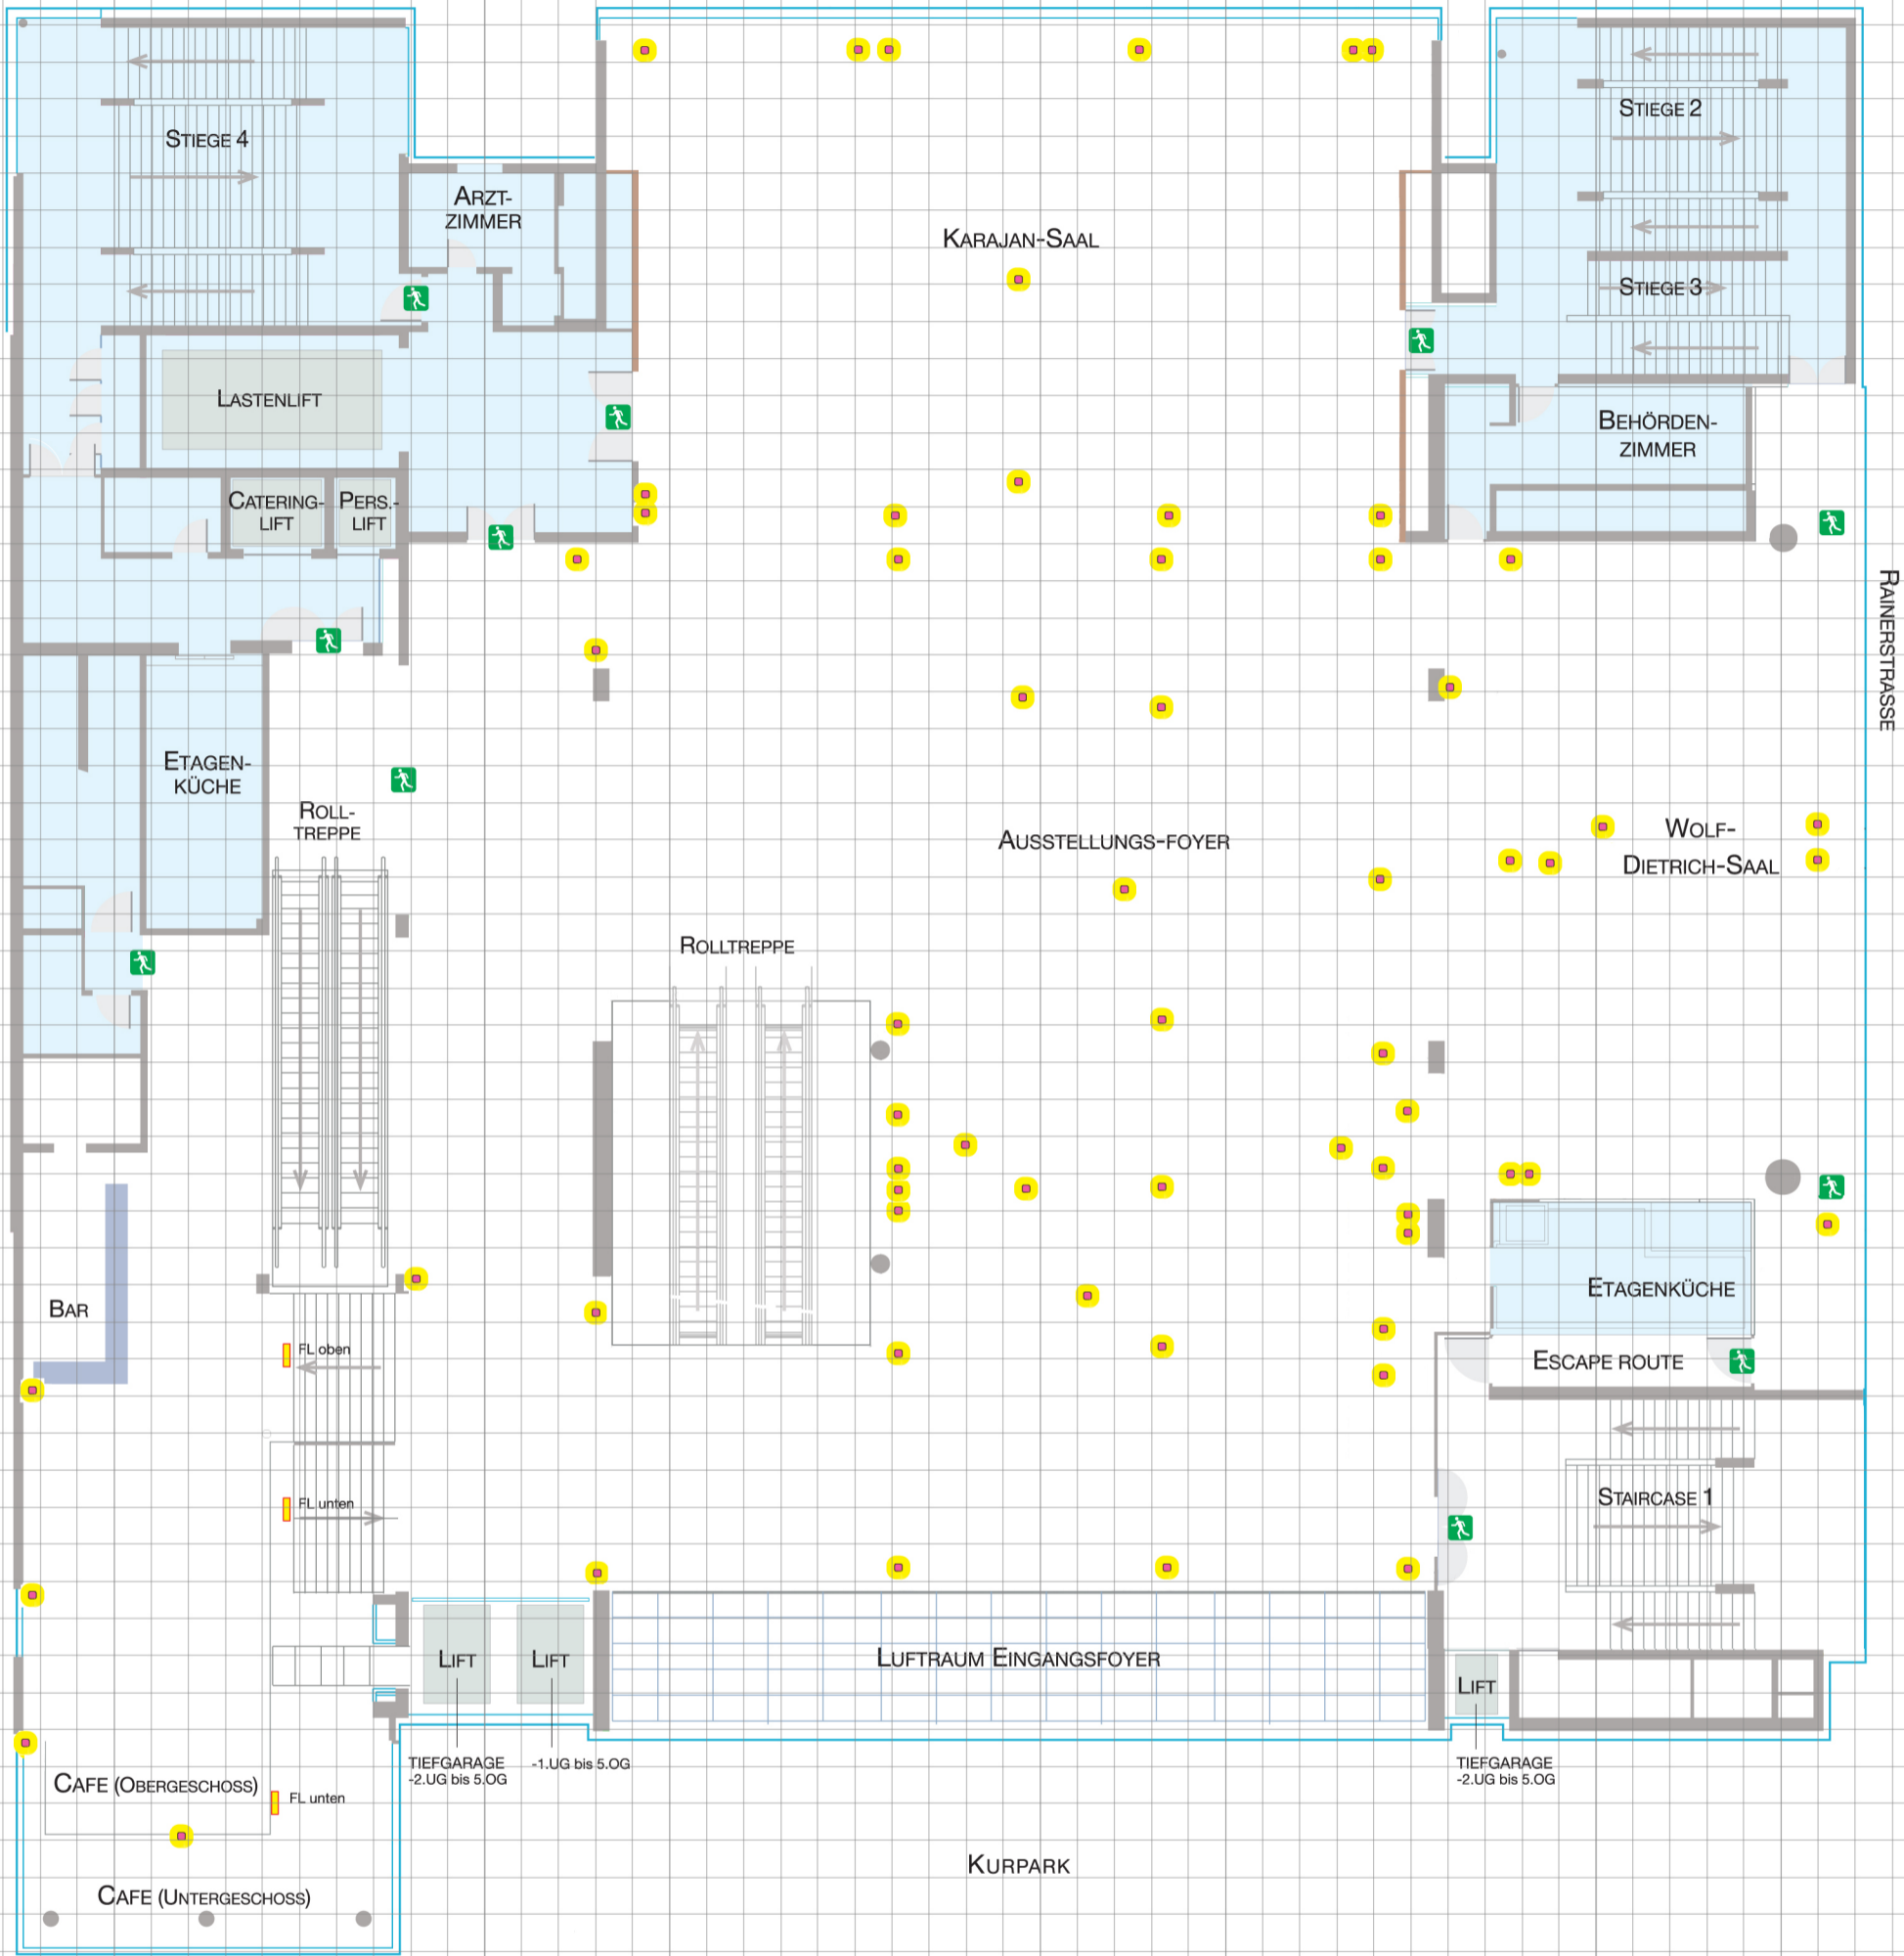 Stiege 4
Stiege 2
Arzt-
zimmer
Karajan-Saal
Stiege 3
Lastenlift
Behörden-
zimmer
Catering-
lift
Pers.-
lift
Rainerstrasse
Etagen-
küche
Roll-
treppe
Ausstellungs-foyer
Wolf-
Dietrich-Saal
Rolltreppe
Etagenküche
Bar
FL oben
Escape route
Staircase 1
FL unten
Lift
Lift
Luftraum Eingangsfoyer
Lift
TIEFGARAGE
-2.UG bis 5.OG
-1.UG bis 5.OG
TIEFGARAGE
-2.UG bis 5.OG
Cafe (Obergeschoss)
FL unten
Kurpark
Cafe (Untergeschoss)